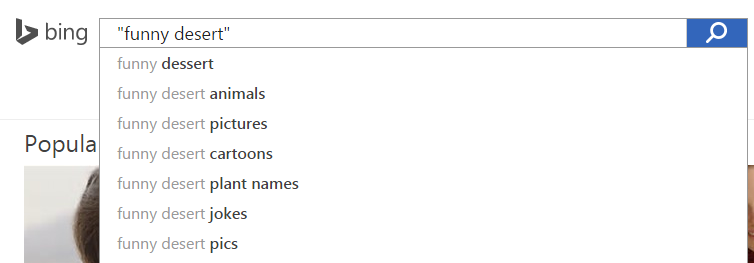 bing
"funny desert"
funny dessert
funny desert animals
funny desert pictures
Popula
funny desert cartoons
funny desert plant names
funny desert jokes
funny desert pics